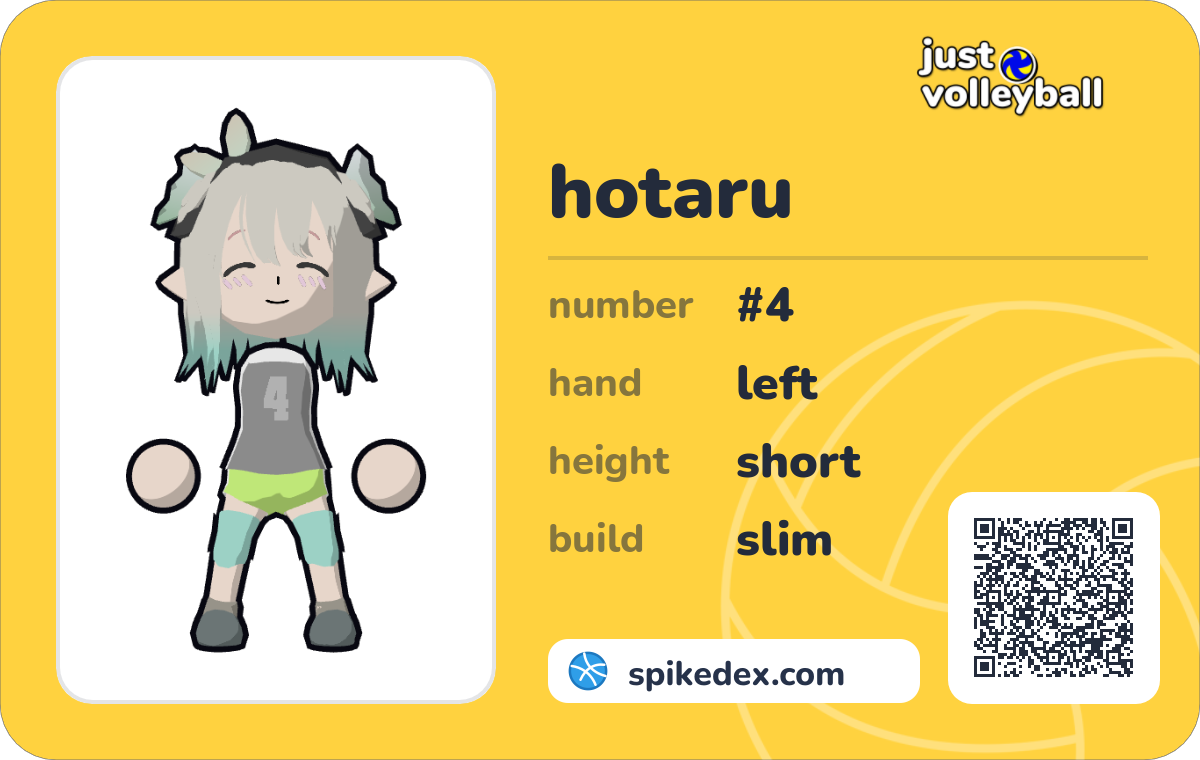 just
volleyball
hotaru
number #4
hand left
height short
build slim
4
spikedex.com